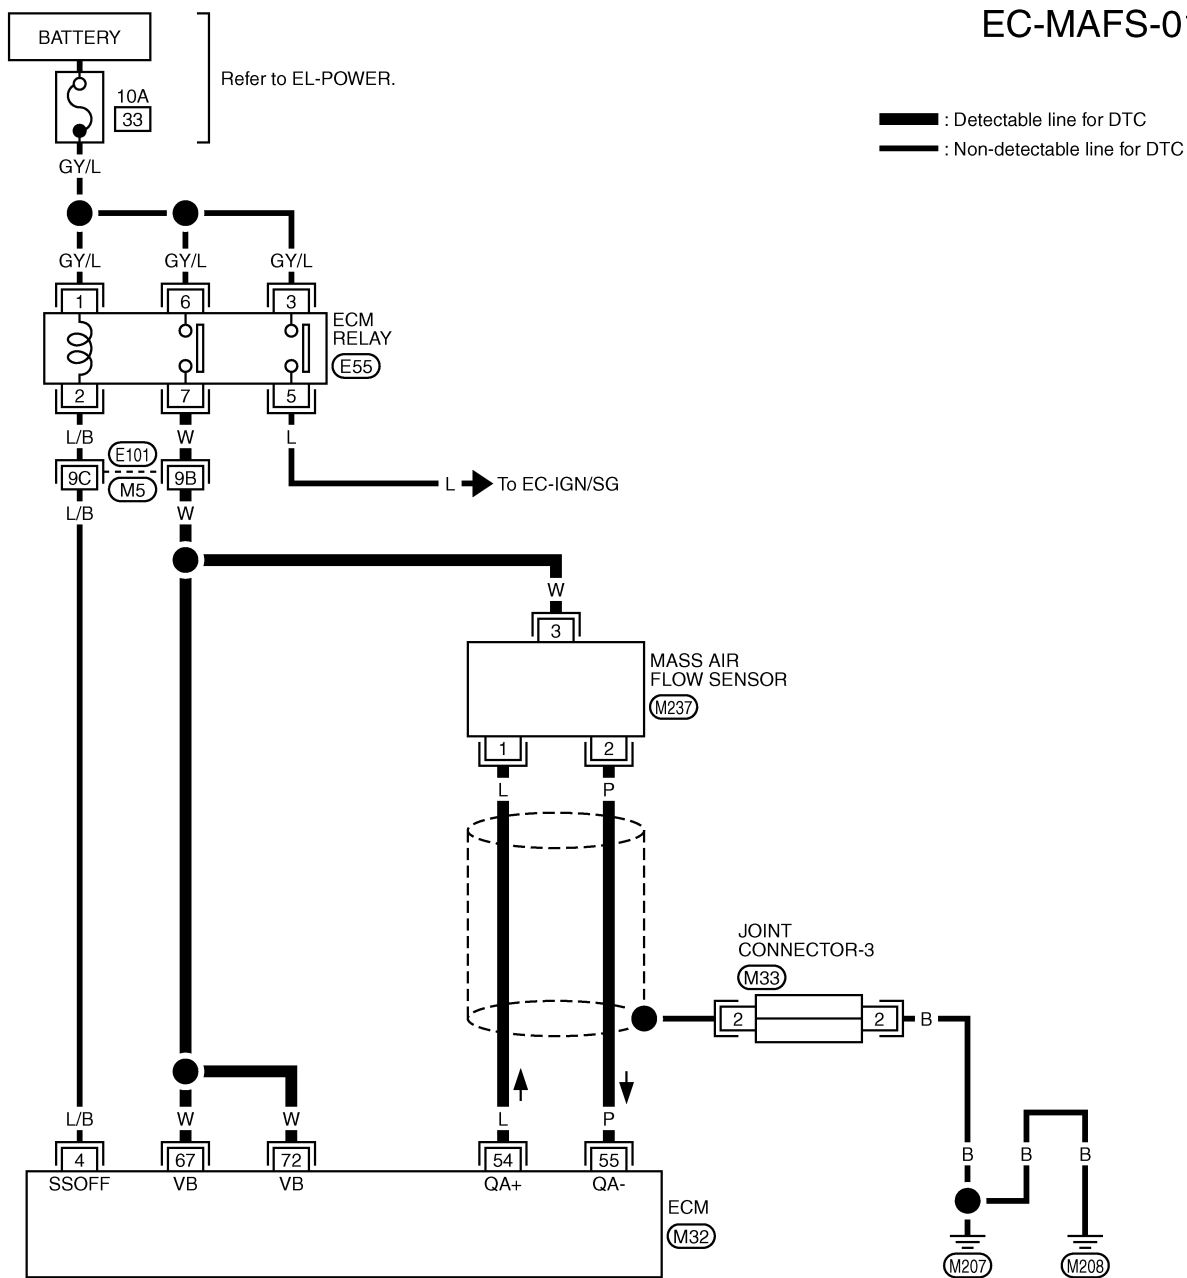 EC-MAFS-01
BATTERY
Refer to EL-POWER.
10A
33
: Detectable line for DTC
: Non-detectable line for DTC
GY/L
GY/L GY/L GY/L
1 6 3
ECM
RELAY
E55
2 7 5
L/B W L
E101
9C 9B
M5
L To EC-IGN/SG
L/B W
W
3
MASS AIR
FLOW SENSOR
M237
1 2
L P
JOINT
CONNECTOR-3
M33
2 2 B
L/B W W L P
B B B
4 67 72 54 55
SSOFF VB VB QA+ QA-
ECM
M32
M207 M208